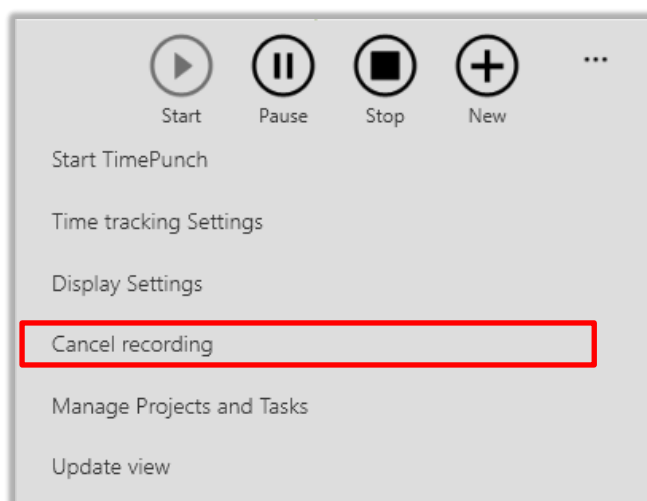 Start Pause Stop New
Start TimePunch
Time tracking Settings
Display Settings
Cancel recording
Manage Projects and Tasks
Update view